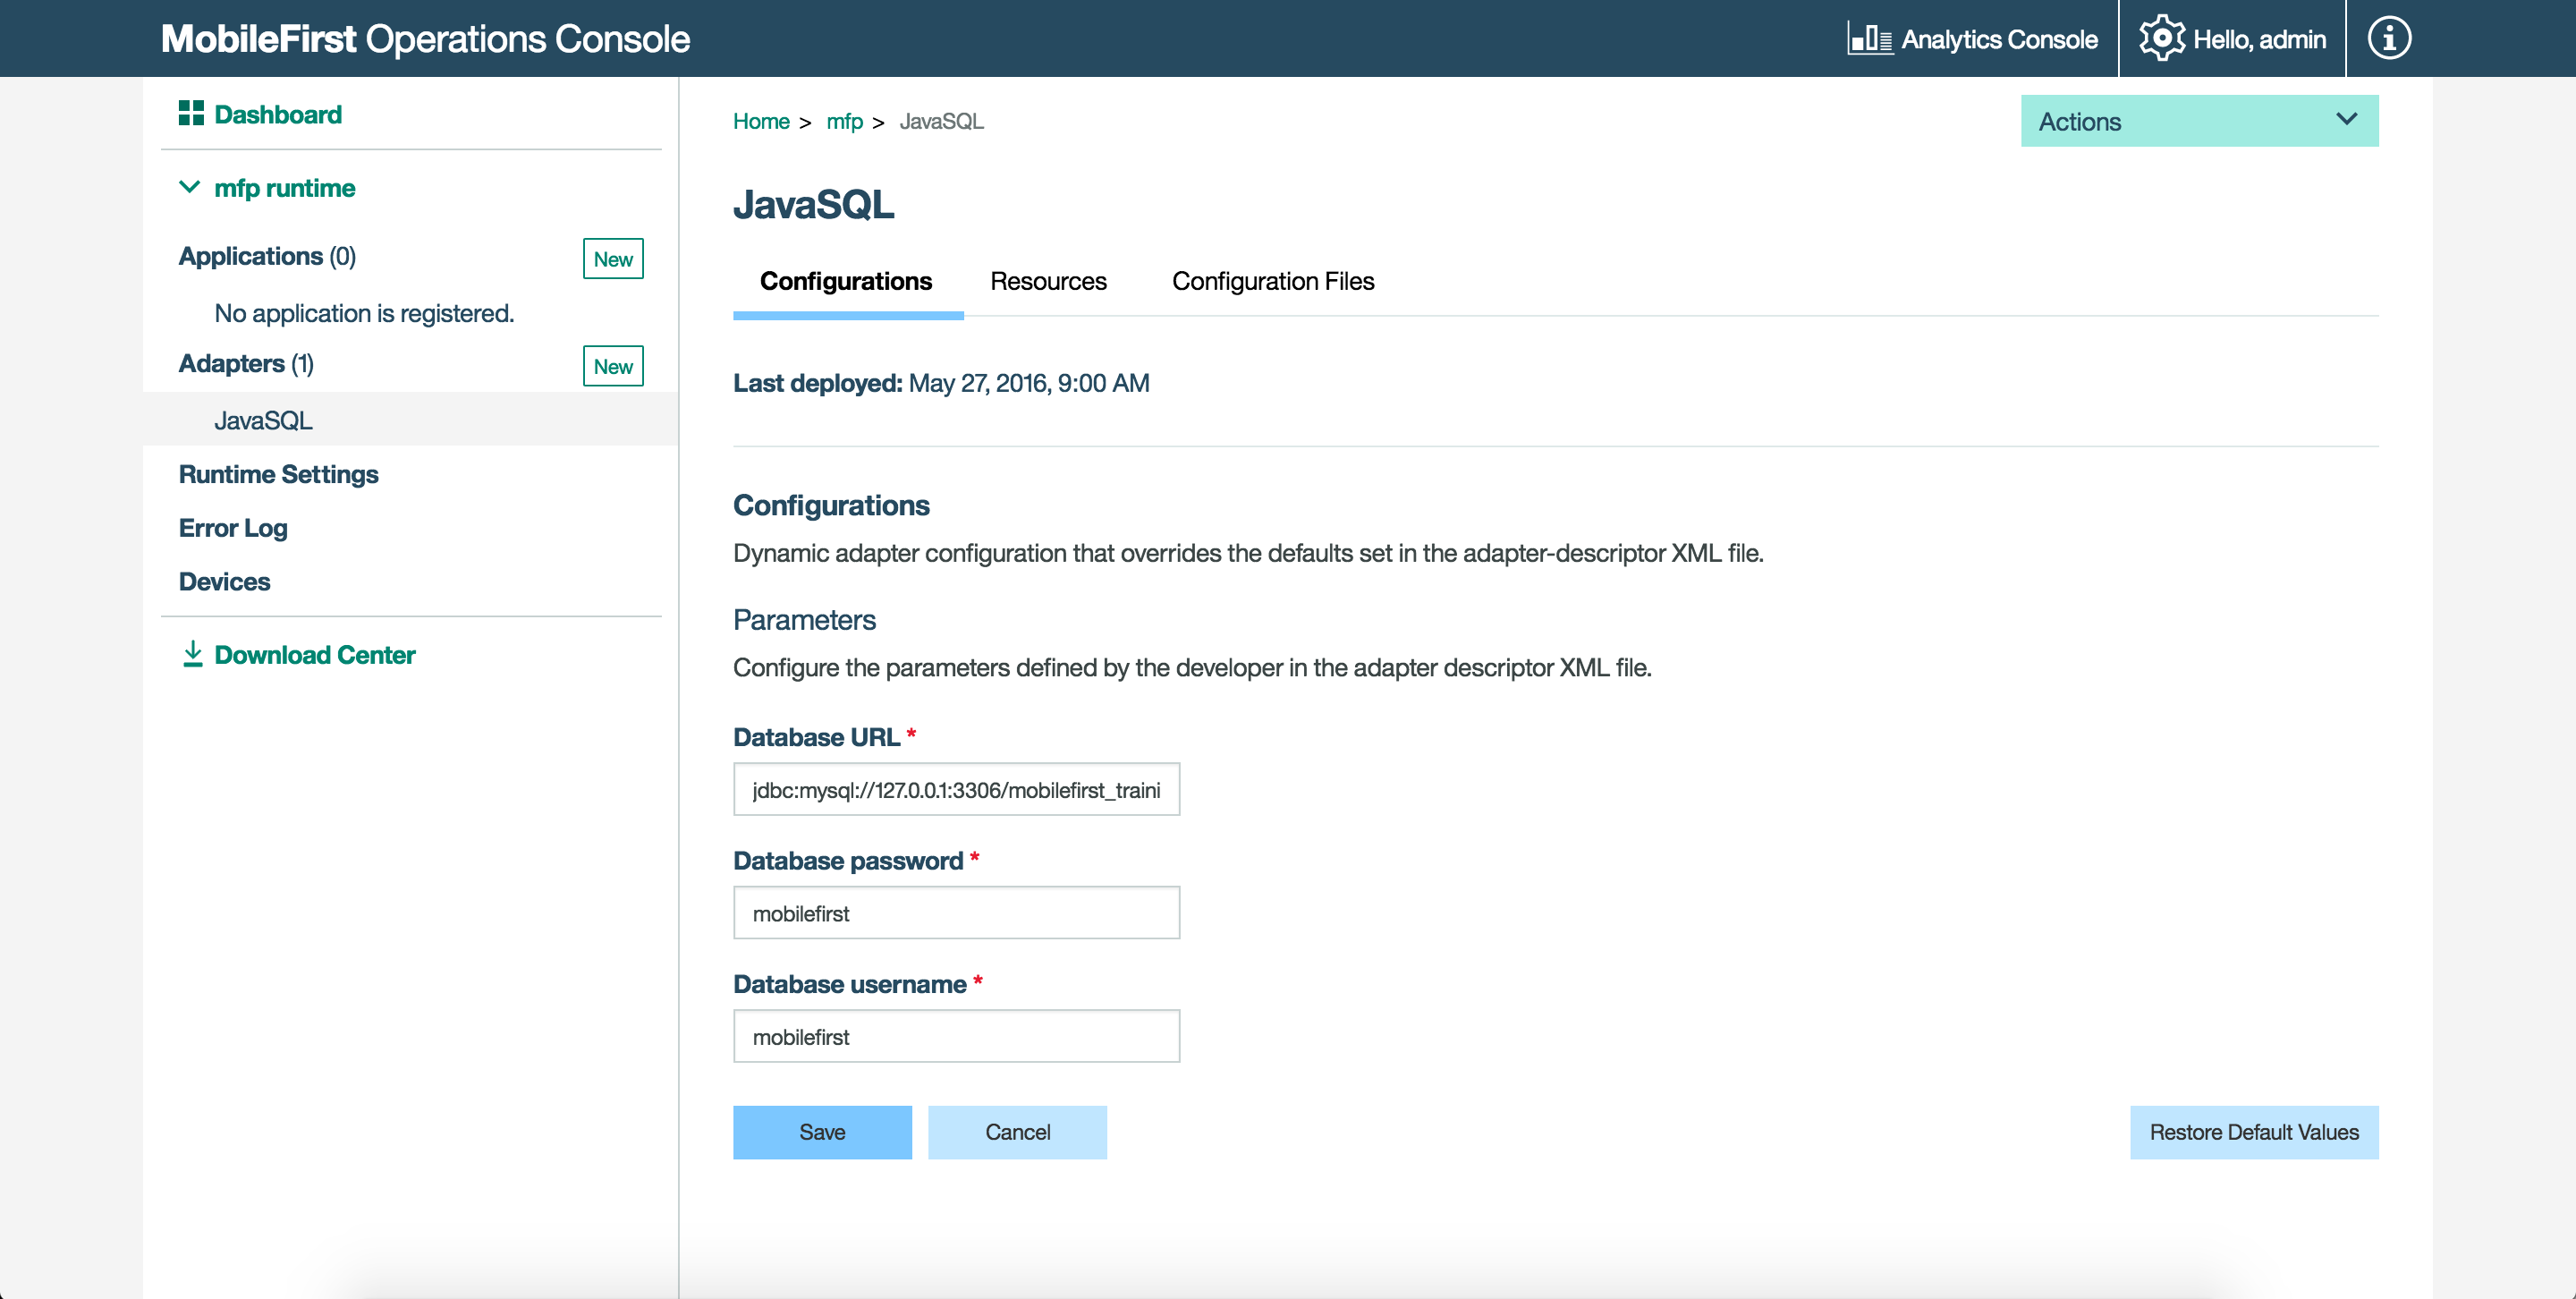 MobileFirst Operations Console
Analytics Console
Hello, admin
Dashboard
mfp runtime
Applications (0)
New
No application is registered.
Adapters (1)
New
JavaSQL
Runtime Settings
Error Log
Devices
Download Center
Home > mfp > JavaSQL
Actions
JavaSQL
Configurations Resources Configuration Files
Last deployed: May 27, 2016, 9:00 AM
Configurations
Dynamic adapter configuration that overrides the defaults set in the adapter-descriptor XML file.
Parameters
Configure the parameters defined by the developer in the adapter descriptor XML file.
Database URL *
jdbc:mysql://127.0.0.1:3306/mobilefirst_traini
Database password *
mobilefirst
Database username *
mobilefirst
Save Cancel Restore Default Values